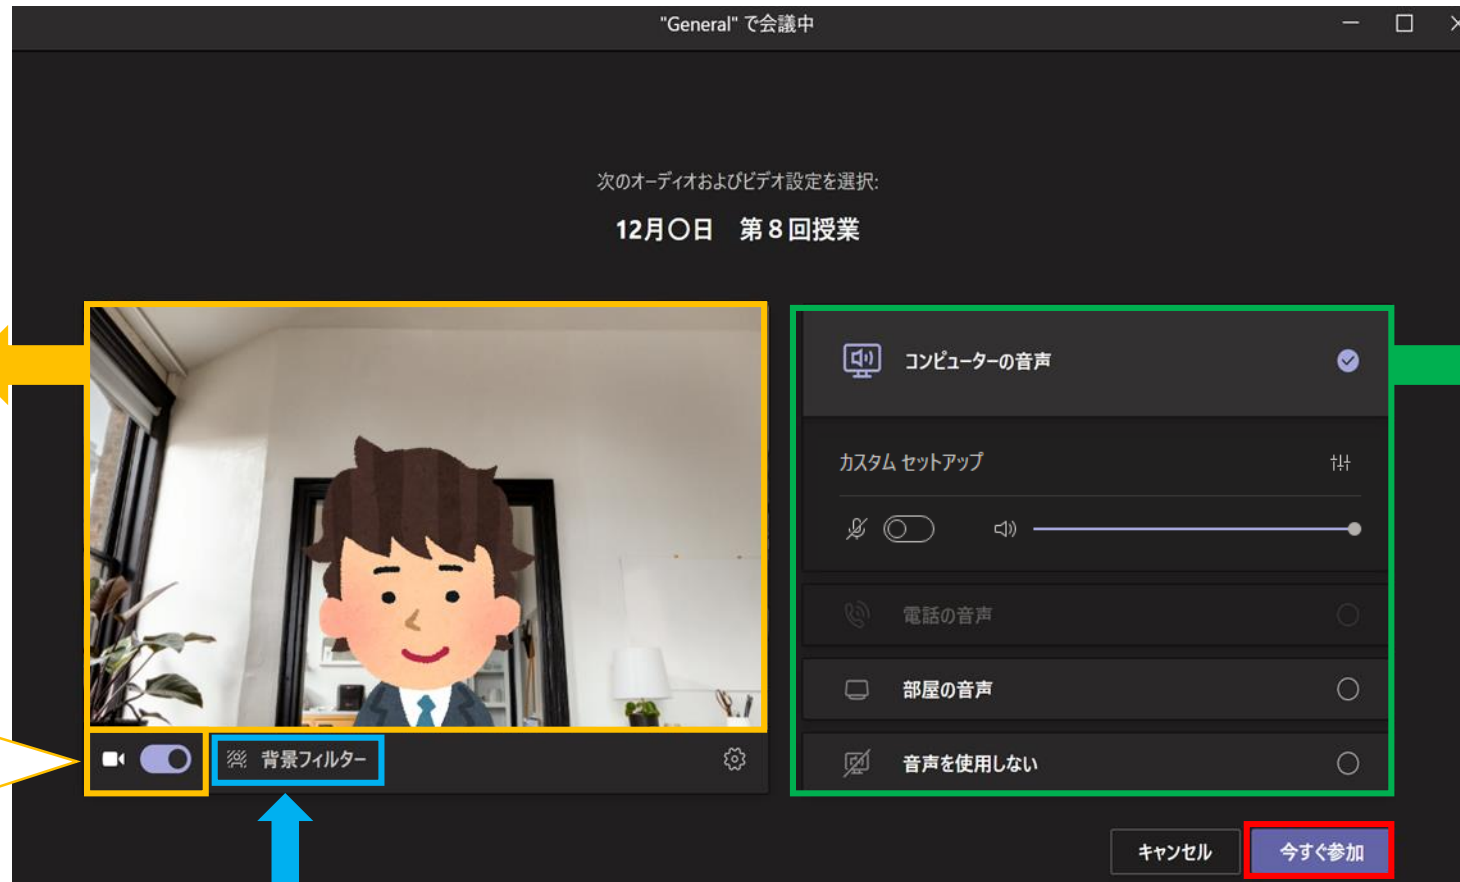 "General" で会議中
次のオーディオおよびビデオ設定を選択:
12月〇日　第８回授業
コンピューターの音声
カスタム セットアップ
電話の音声
部屋の音声
背景フィルター
音声を使用しない
キャンセル
今すぐ参加